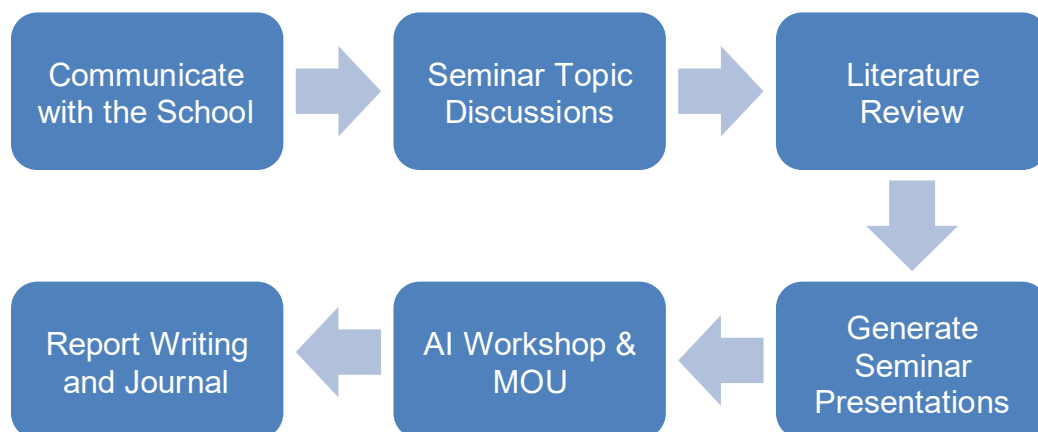 Communicate
with the School
Seminar Topic
Discussions
Literature
Review
Generate
Seminar
Presentations
AI Workshop &
MOU
Report Writing
and Journal